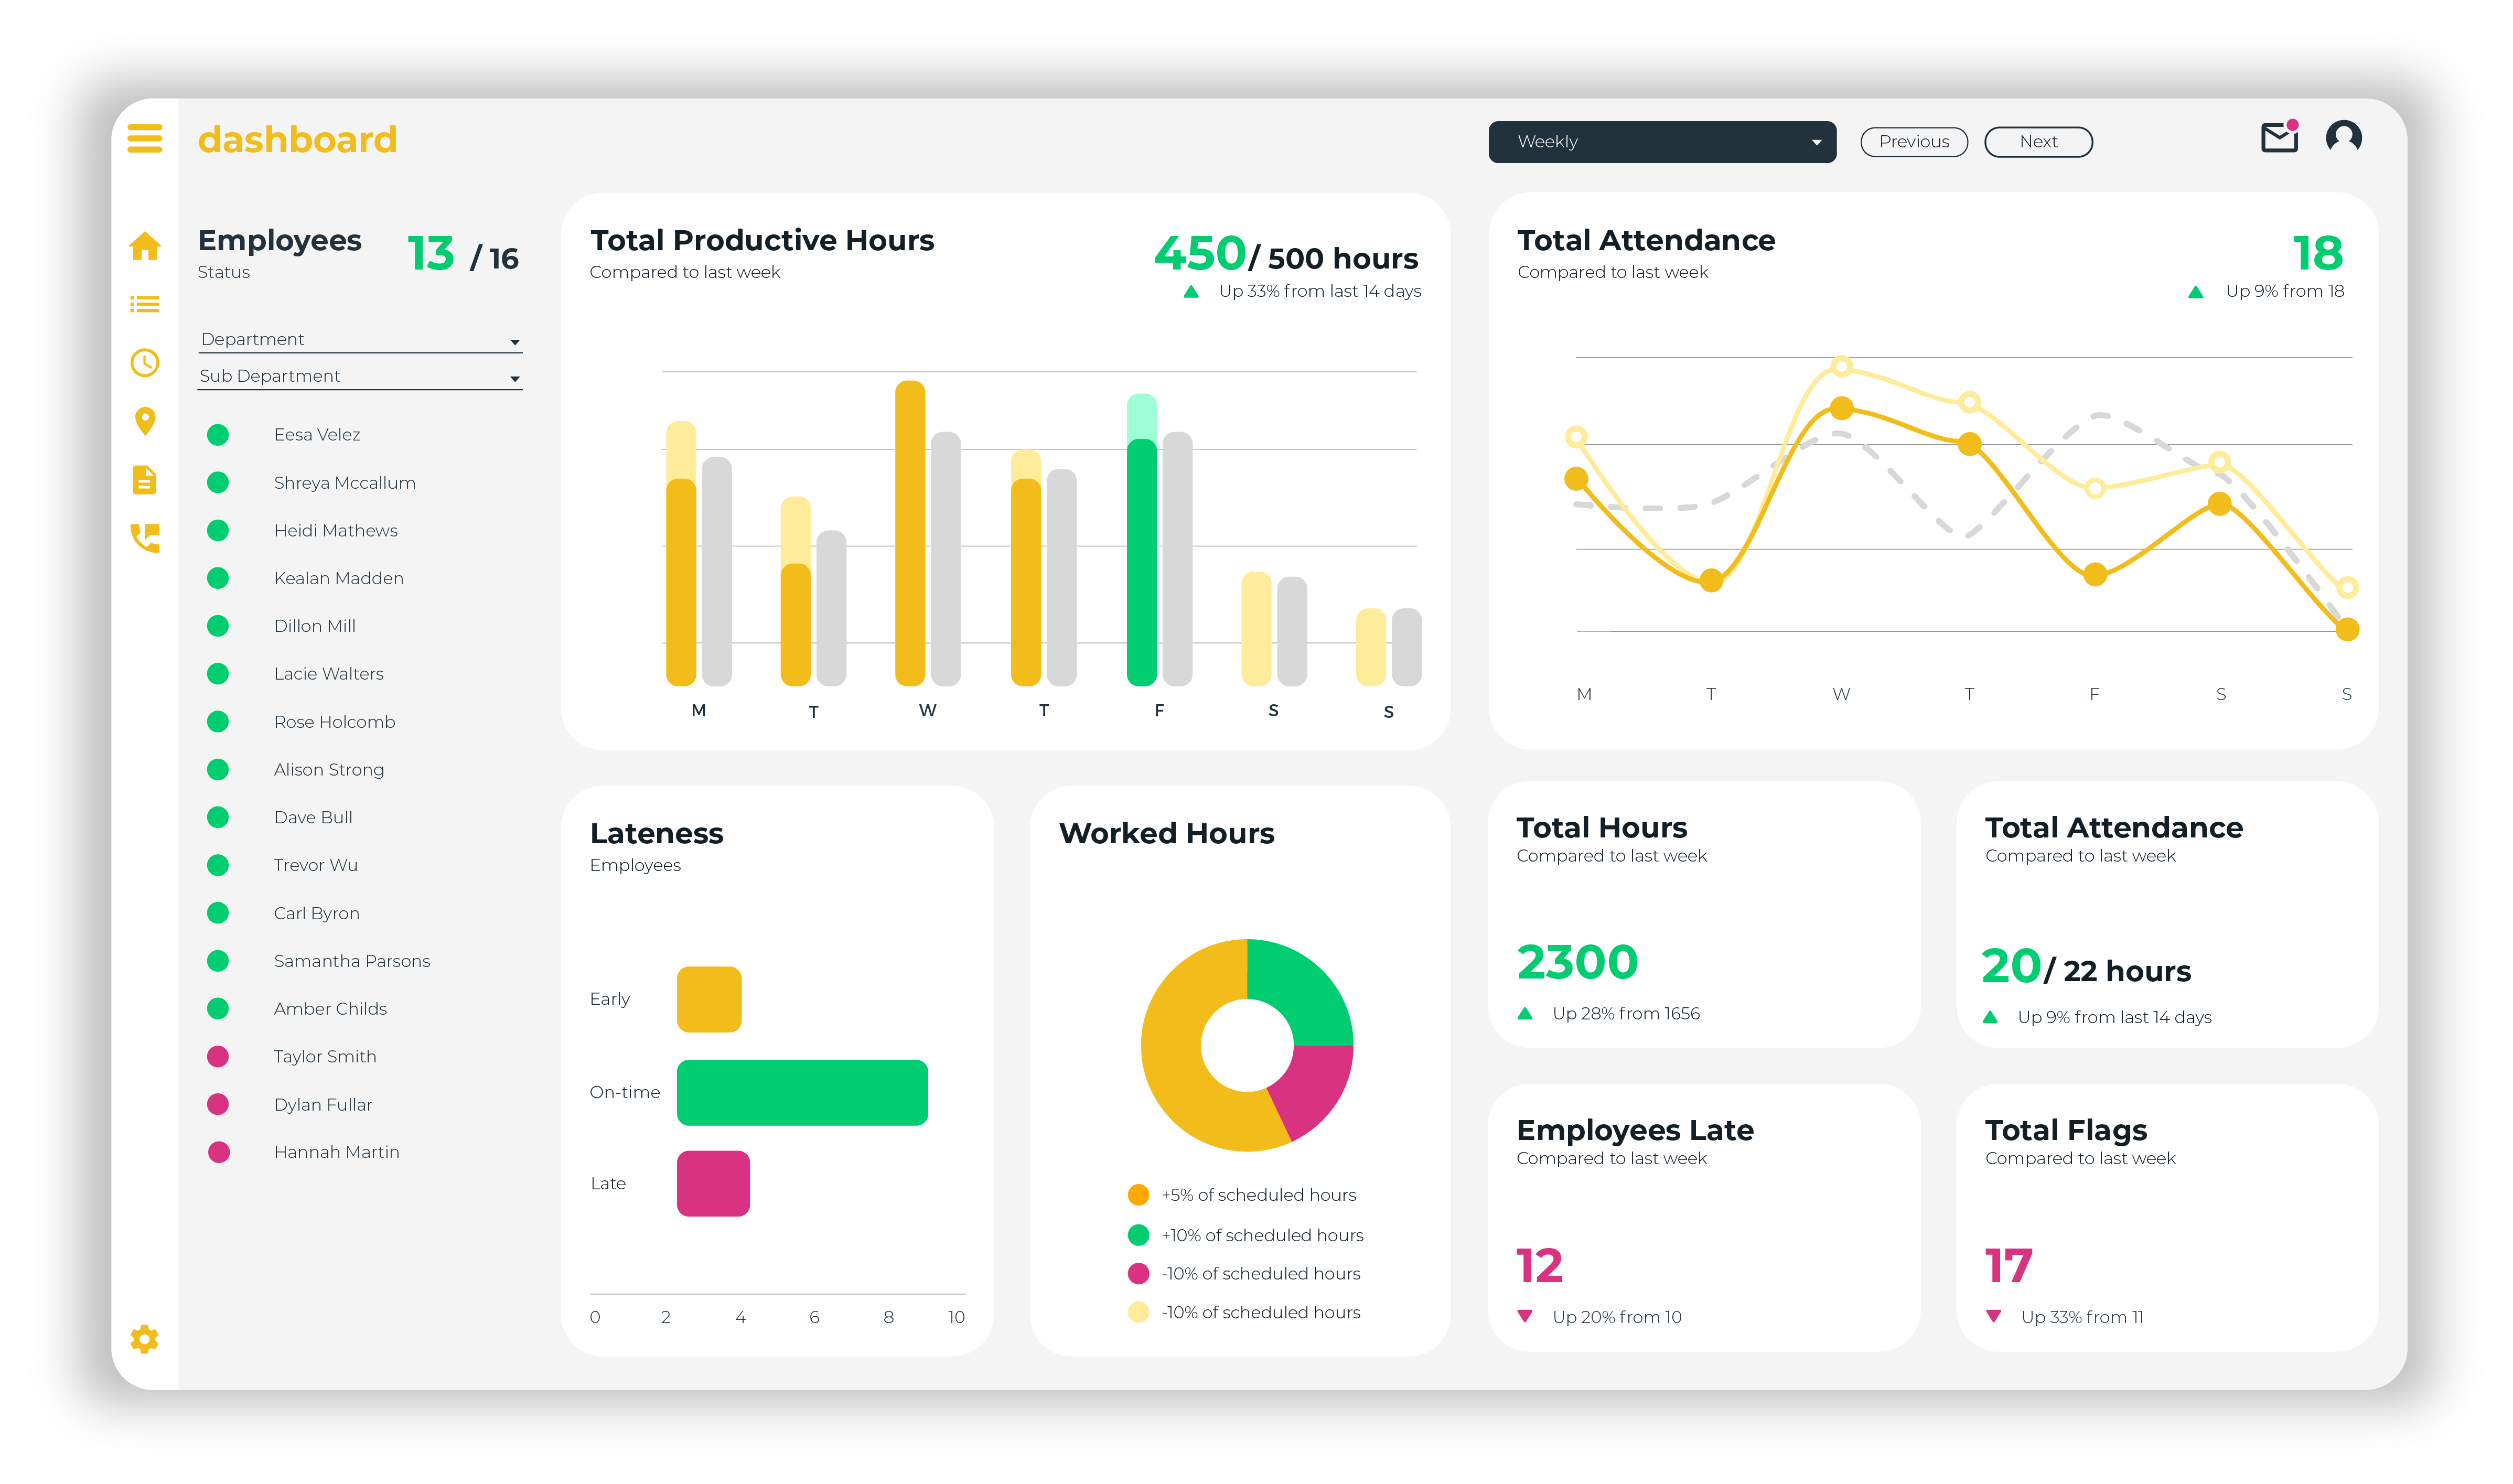 dashboard
Weekly
Previous
Next
Employees
Status
13 / 16
Department
Sub Department
Eesa Velez
Shreya Mccallum
Heidi Mathews
Kealan Madden
Dillon Mill
Lacie Walters
Rose Holcomb
Alison Strong
Dave Bull
Trevor Wu
Carl Byron
Samantha Parsons
Amber Childs
Taylor Smith
Dylan Fullar
Hannah Martin
Total Productive Hours
Compared to last week
450/ 500 hours
Up 33% from last 14 days
M T W T F S S
Total Attendance
Compared to last week
18
Up 9% from 18
M T W T F S S
Lateness
Employees
Early
On-time
Late
0 2 4 6 8 10
Worked Hours
+5% of scheduled hours
+10% of scheduled hours
-10% of scheduled hours
-10% of scheduled hours
Total Hours
Compared to last week
2300
Up 28% from 1656
Total Attendance
Compared to last week
20/ 22 hours
Up 9% from last 14 days
Employees Late
Compared to last week
12
Up 20% from 10
Total Flags
Compared to last week
17
Up 33% from 11